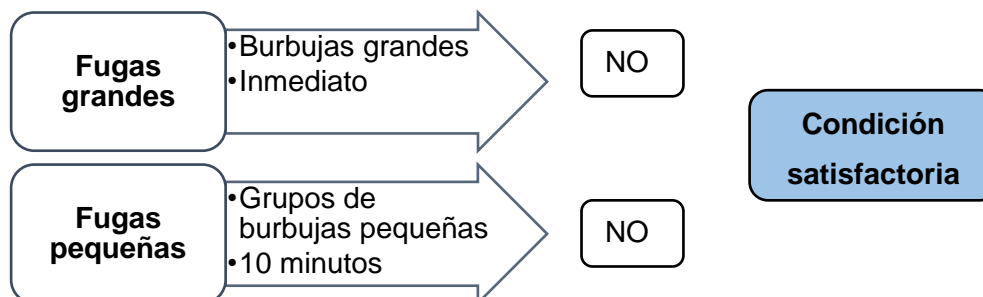 Fugas
grandes
•Burbujas grandes
•Inmediato
NO
Condición
satisfactoria
Fugas
pequeñas
•Grupos de
burbujas pequeñas
•10 minutos
NO